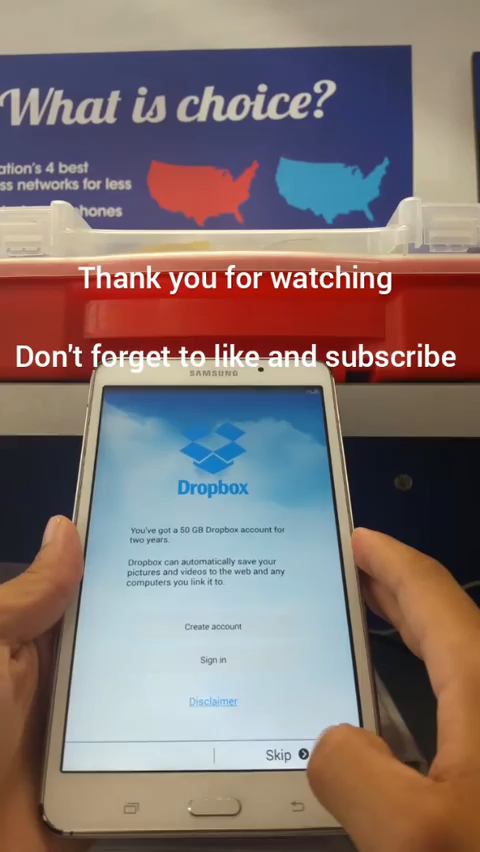 What is choice?
ation's 4 best
ss networks for less
phones
Thank you for watching
Don't forget to like and subscribe
SAMSUNG
Dropbox
You've got a 50 GB Dropbox account for
two years.
Dropbox can automatically save your
pictures and videos to the web and any
computers you link it to.
Create account
Sign in
Disclaimer
Skip